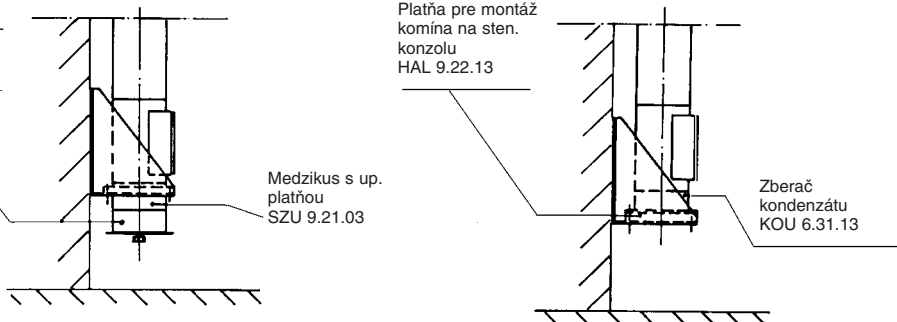 Platňa pre montáž
komína na sten.
konzolu
HAL 9.22.13
Medzikus s up.
platňou
SZU 9.21.03
Zberač
kondenzátu
KOU 6.31.13